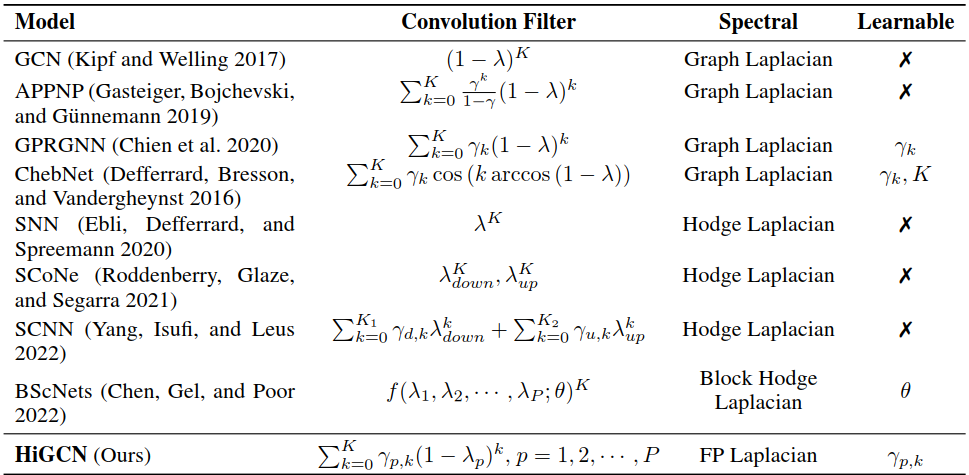 Model Convolution Filter Spectral Learnable
GCN (Kipf and Welling 2017) $(1-\lambda)^K$ Graph Laplacian ✗
APPNP (Gasteiger, Bojchevski, $\sum_{k=0}^{K} \frac{\gamma^k}{1-\gamma}(1-\lambda)^k$ Graph Laplacian ✗
and Günnemann 2019)
GPRGNN (Chien et al. 2020) $\sum_{k=0}^{K} \gamma_k(1-\lambda)^k$ Graph Laplacian $\gamma_k$
ChebNet (Defferrard, Bresson, $\sum_{k=0}^{K} \gamma_k \cos(k \arccos(1-\lambda))$ Graph Laplacian $\gamma_k, K$
and Vandergheynst 2016)
SNN (Ebli, Defferrard, and $\lambda^K$ Hodge Laplacian ✗
Spreemann 2020)
SCoNe (Roddenberry, Glaze, $\lambda_{down}^K, \lambda_{up}^K$ Hodge Laplacian ✗
and Segarra 2021)
SCNN (Yang, Isufi, and Leus $\sum_{k=0}^{K_1} \gamma_{d,k}\lambda_{down}^k + \sum_{k=0}^{K_2} \gamma_{u,k}\lambda_{up}^k$ Hodge Laplacian ✗
2022)
BScNets (Chen, Gel, and Poor $f(\lambda_1, \lambda_2, \cdots, \lambda_P; \theta)^K$ Block Hodge $\theta$
2022) Laplacian
HiGCN (Ours) $\sum_{k=0}^{K} \gamma_{p,k}(1-\lambda_p)^k, p = 1, 2, \cdots, P$ FP Laplacian $\gamma_{p,k}$